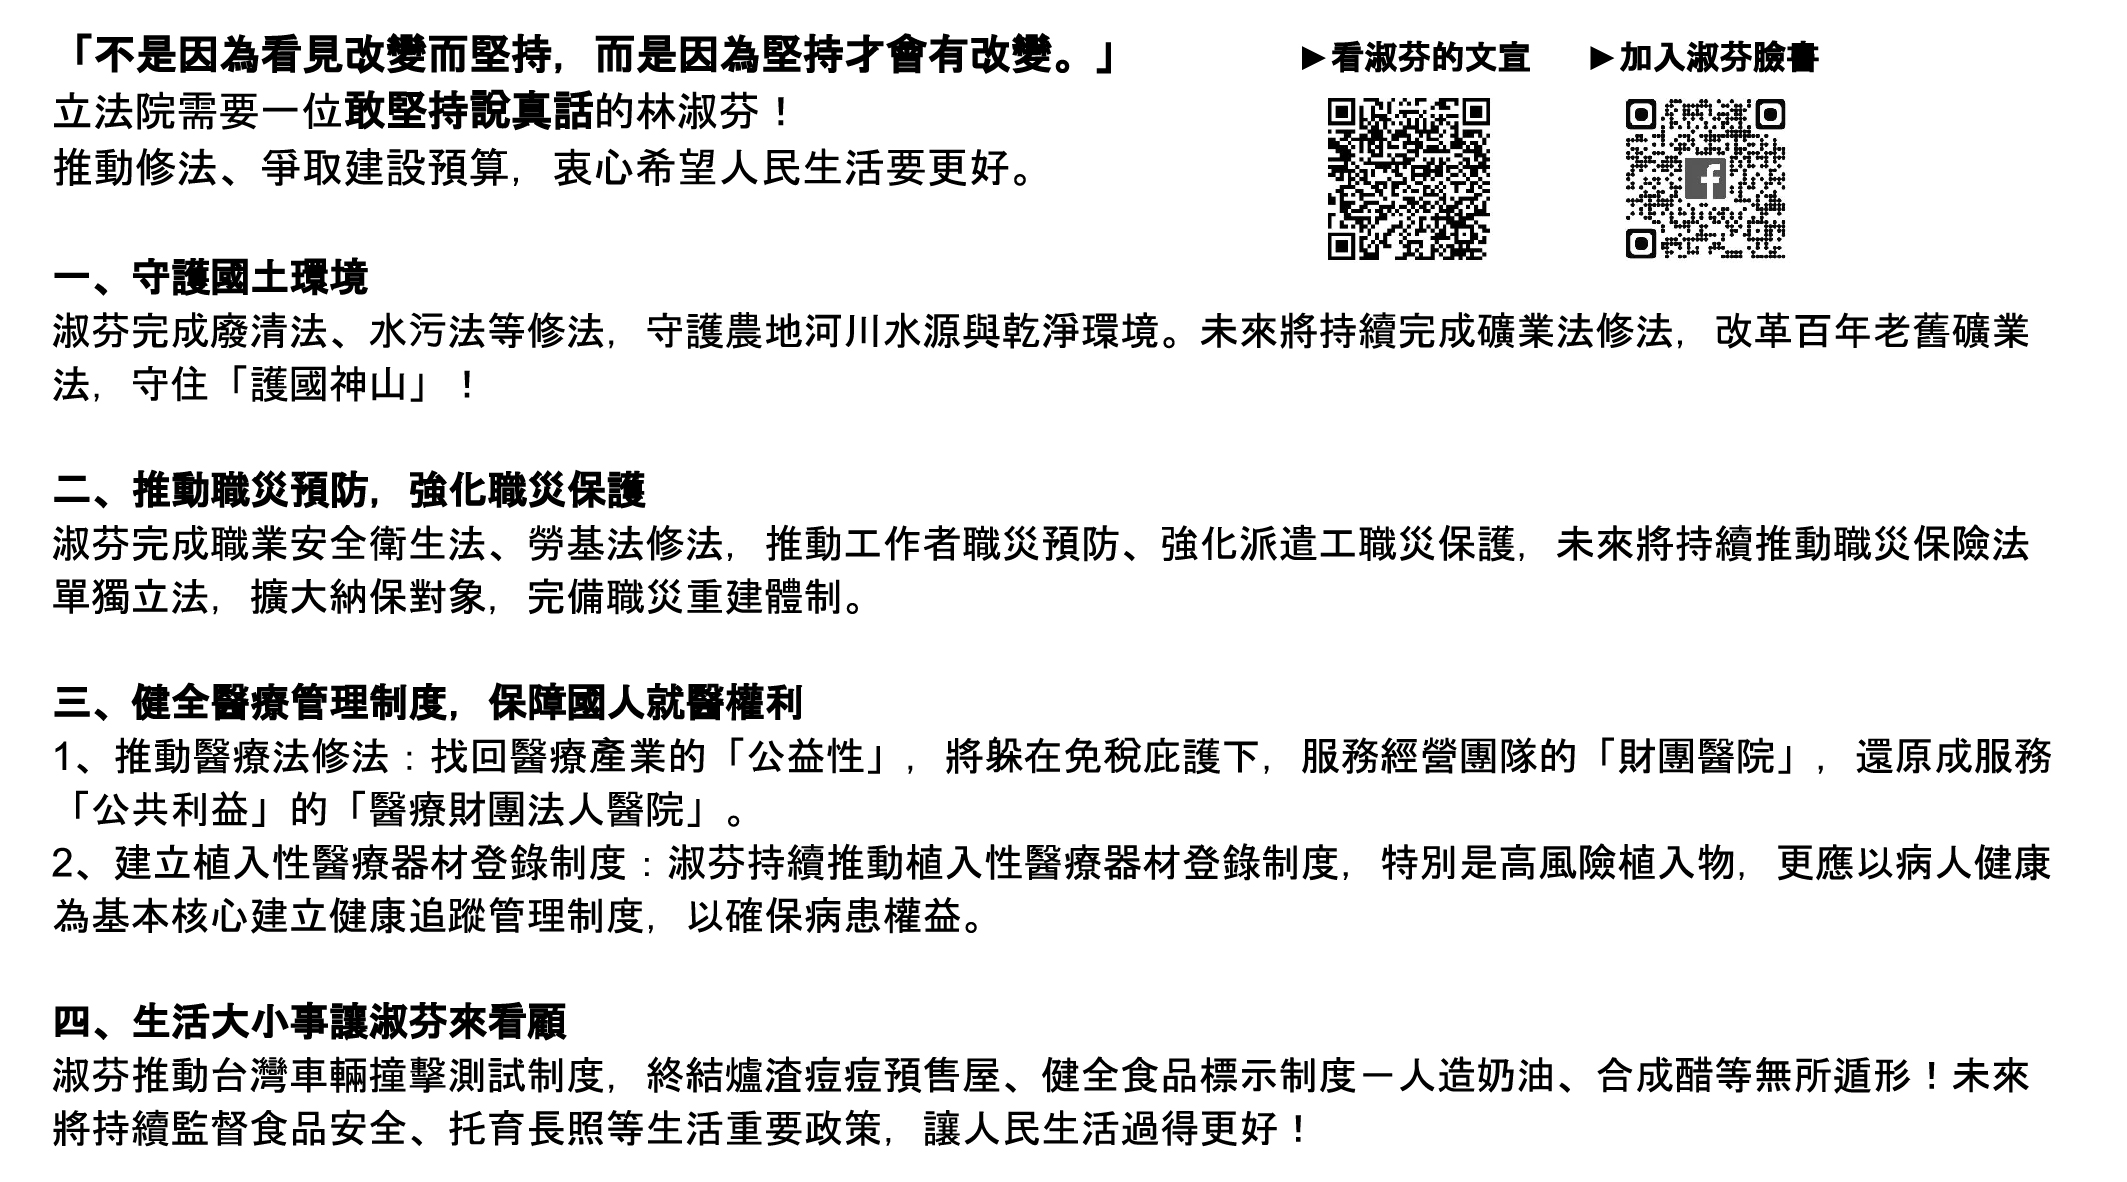 「不是因為看見改變而堅持，而是因為堅持才會有改變。」
立法院需要一位敢堅持說真話的林淑芬！
推動修法、爭取建設預算，衷心希望人民生活要更好。
►看淑芬的文宣
►加入淑芬臉書
一、守護國土環境
淑芬完成廢清法、水污法等修法，守護農地河川水源與乾淨環境。未來將持續完成礦業法修法，改革百年老舊礦業
法，守住「護國神山」！
二、推動職災預防，強化職災保護
淑芬完成職業安全衛生法、勞基法修法，推動工作者職災預防、強化派遣工職災保護，未來將持續推動職災保險法
單獨立法，擴大納保對象，完備職災重建體制。
三、健全醫療管理制度，保障國人就醫權利
1、推動醫療法修法：找回醫療產業的「公益性」，將躲在免稅庇護下，服務經營團隊的「財團醫院」，還原成服務
「公共利益」的「醫療財團法人醫院」。
2、建立植入性醫療器材登錄制度：淑芬持續推動植入性醫療器材登錄制度，特別是高風險植入物，更應以病人健康
為基本核心建立健康追蹤管理制度，以確保病患權益。
四、生活大小事讓淑芬來看顧
淑芬推動台灣車輛撞擊測試制度，終結爐渣痘痘預售屋、健全食品標示制度－人造奶油、合成醋等無所遁形！未來
將持續監督食品安全、托育長照等生活重要政策，讓人民生活過得更好！